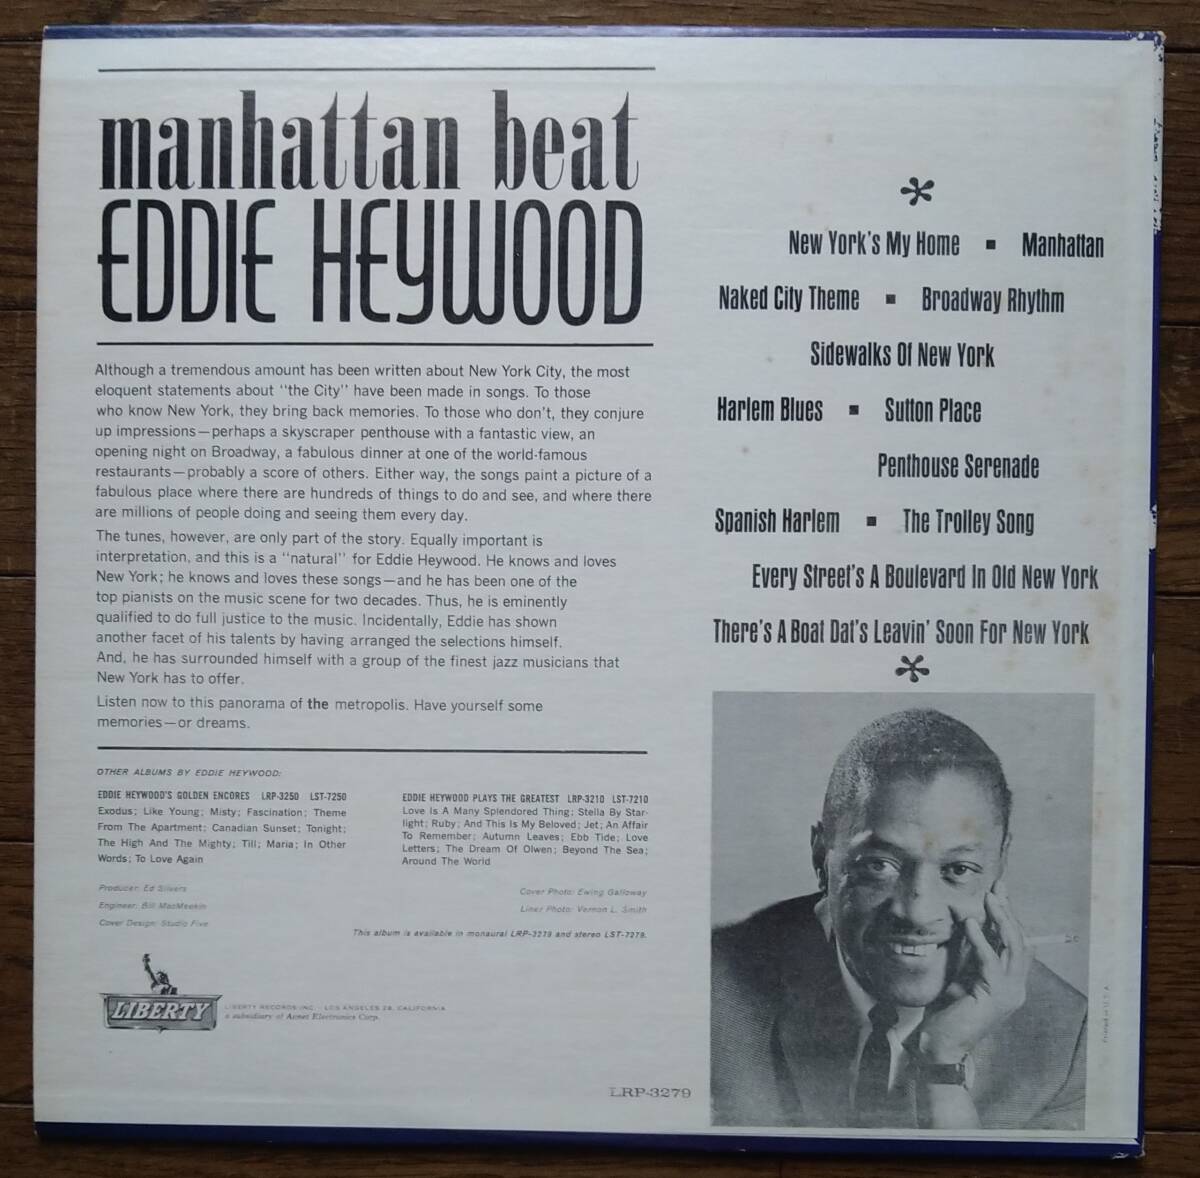 manhattan beat
EDDIE HEYWOOD
Although a tremendous amount has been written about New York City, the most
eloquent statements about "the City" have been made in songs. To those
who know New York, they bring back memories. To those who don't, they conjure
up impressions—perhaps a skyscraper penthouse with a fantastic view, an
opening night on Broadway, a fabulous dinner at one of the world-famous
restaurants—probably a score of others. Either way, the songs paint a picture of a
fabulous place where there are hundreds of things to do and see, and where there
are millions of people doing and seeing them every day.
The tunes, however, are only part of the story. Equally important is
interpretation, and this is a "natural" for Eddie Heywood. He knows and loves
New York; he knows and loves these songs—and he has been one of the
top pianists on the music scene for two decades. Thus, he is eminently
qualified to do full justice to the music. Incidentally, Eddie has shown
another facet of his talents by having arranged the selections himself.
And, he has surrounded himself with a group of the finest jazz musicians that
New York has to offer.
Listen now to this panorama of the metropolis. Have yourself some
memories—or dreams.
OTHER ALBUMS BY EDDIE HEYWOOD:
EDDIE HEYWOOD'S GOLDEN ENCORES LRP-3250 LST-7250
Exodus; Like Young; Misty; Fascination; Theme
From The Apartment; Canadian Sunset; Tonight;
The High And The Mighty; Till; Maria; In Other
Words; To Love Again
EDDIE HEYWOOD PLAYS THE GREATEST LRP-3210 LST-7210
Love Is A Many Splendored Thing; Stella By Star-
light; Ruby; And This Is My Beloved; Jet; An Affair
To Remember; Autumn Leaves; Ebb Tide; Love
Letters; The Dream Of Olwen; Beyond The Sea;
Around The World
Producer: Ed Silvers
Engineer: Bill MacMeekin
Cover Design: Studio Five
Cover Photo: Ewing Galloway
Liner Photo: Vernon L. Smith
This album is available in monaural LRP-3279 and stereo LST-7279.
LIBERTY
LIBERTY RECORDS INC. · LOS ANGELES 28, CALIFORNIA
a subsidiary of Avnet Electronics Corp.
LRP-3279
*
New York's My Home ▪ Manhattan
Naked City Theme ▪ Broadway Rhythm
Sidewalks Of New York
Harlem Blues ▪ Sutton Place
Penthouse Serenade
Spanish Harlem ▪ The Trolley Song
Every Street's A Boulevard In Old New York
There's A Boat Dat's Leavin' Soon For New York
*
Printed in U.S.A.